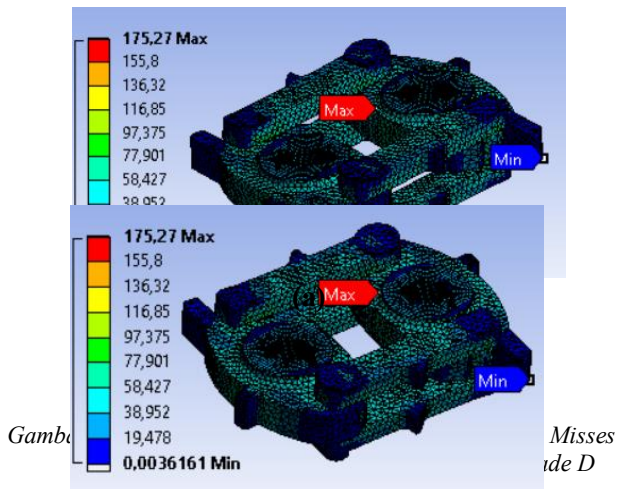 175,27 Max
155,8
136,32
116,85
97,375
77,901
58,427
38,952
Max
Min
175,27 Max
155,8
136,32
116,85
97,375
77,901
58,427
38,952
19,478
0,0036161 Min
(a)
Max
Min
Misses
D